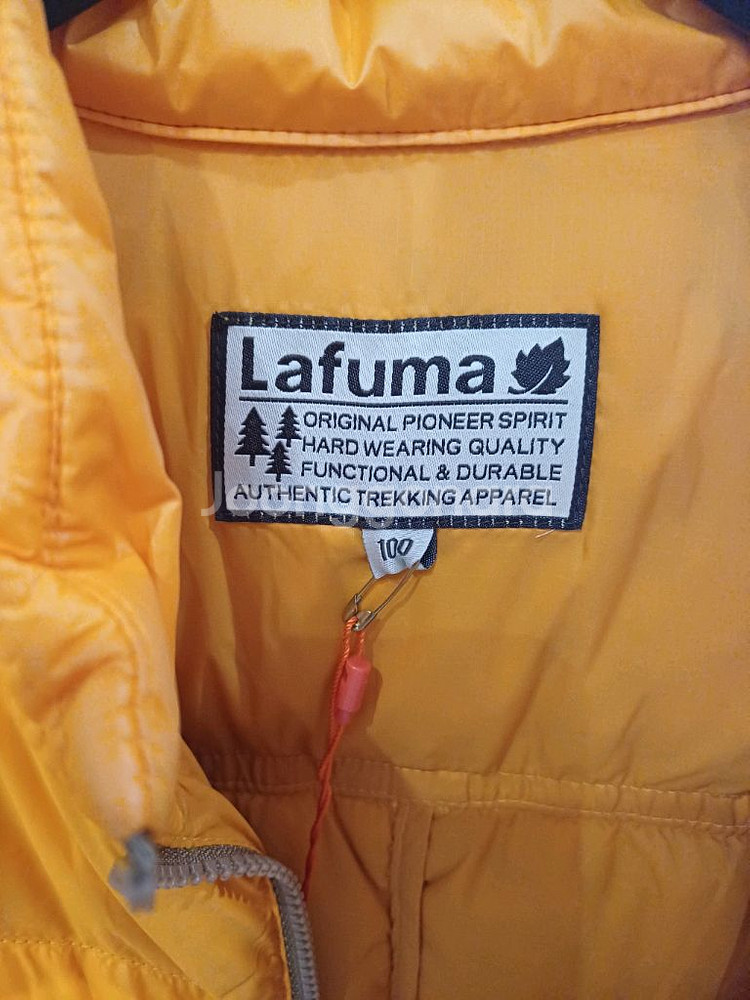 Lafuma
ORIGINAL PIONEER SPIRIT
HARD WEARING QUALITY
FUNCTIONAL & DURABLE
AUTHENTIC TREKKING APPAREL
100